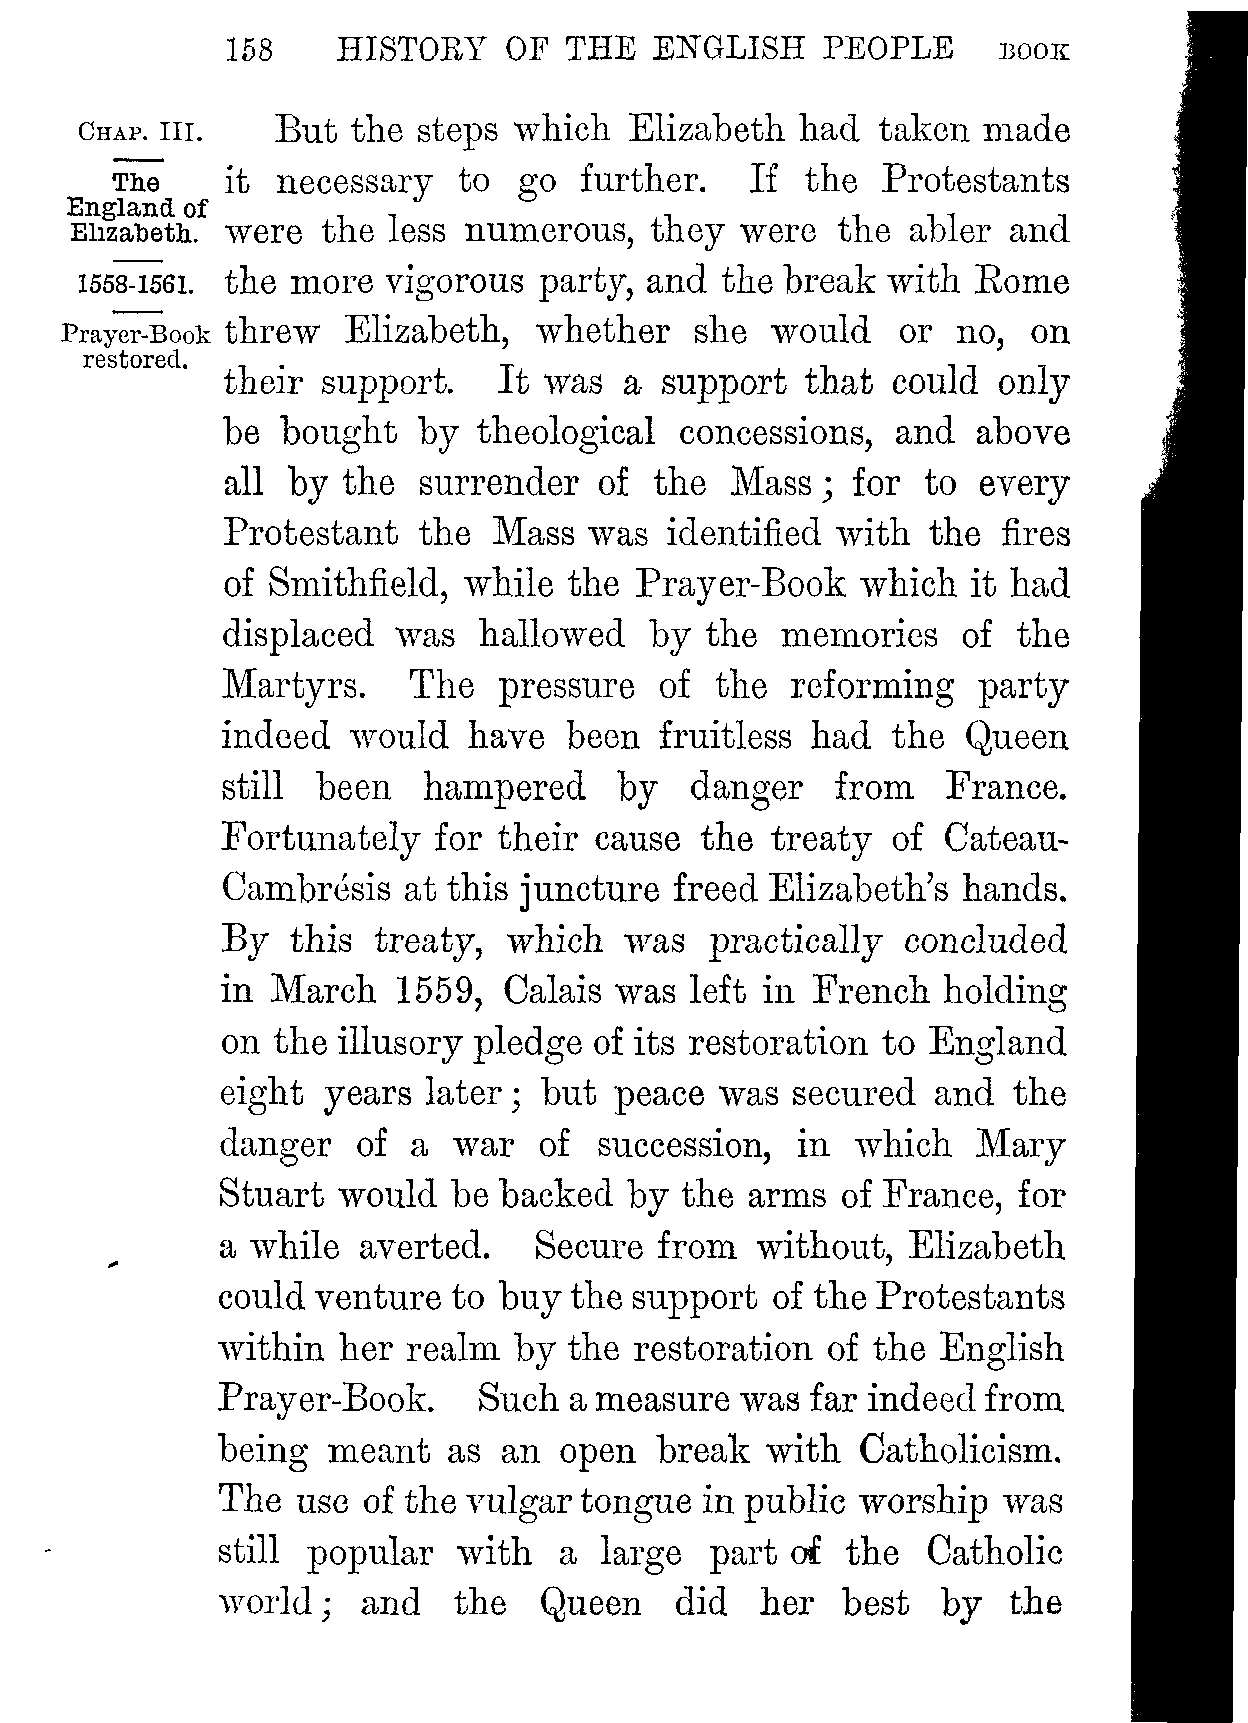 158 HISTORY OF THE ENGLISH PEOPLE BOOK
CHAP. III.
The
England of
Elizabeth.
1558-1561.
Prayer-Book
restored.
But the steps which Elizabeth had taken made
it necessary to go further. If the Protestants
were the less numerous, they were the abler and
the more vigorous party, and the break with Rome
threw Elizabeth, whether she would or no, on
their support. It was a support that could only
be bought by theological concessions, and above
all by the surrender of the Mass; for to every
Protestant the Mass was identified with the fires
of Smithfield, while the Prayer-Book which it had
displaced was hallowed by the memories of the
Martyrs. The pressure of the reforming party
indeed would have been fruitless had the Queen
still been hampered by danger from France.
Fortunately for their cause the treaty of Cateau-
Cambrésis at this juncture freed Elizabeth's hands.
By this treaty, which was practically concluded
in March 1559, Calais was left in French holding
on the illusory pledge of its restoration to England
eight years later; but peace was secured and the
danger of a war of succession, in which Mary
Stuart would be backed by the arms of France, for
a while averted. Secure from without, Elizabeth
could venture to buy the support of the Protestants
within her realm by the restoration of the English
Prayer-Book. Such a measure was far indeed from
being meant as an open break with Catholicism.
The use of the vulgar tongue in public worship was
still popular with a large part of the Catholic
world; and the Queen did her best by the